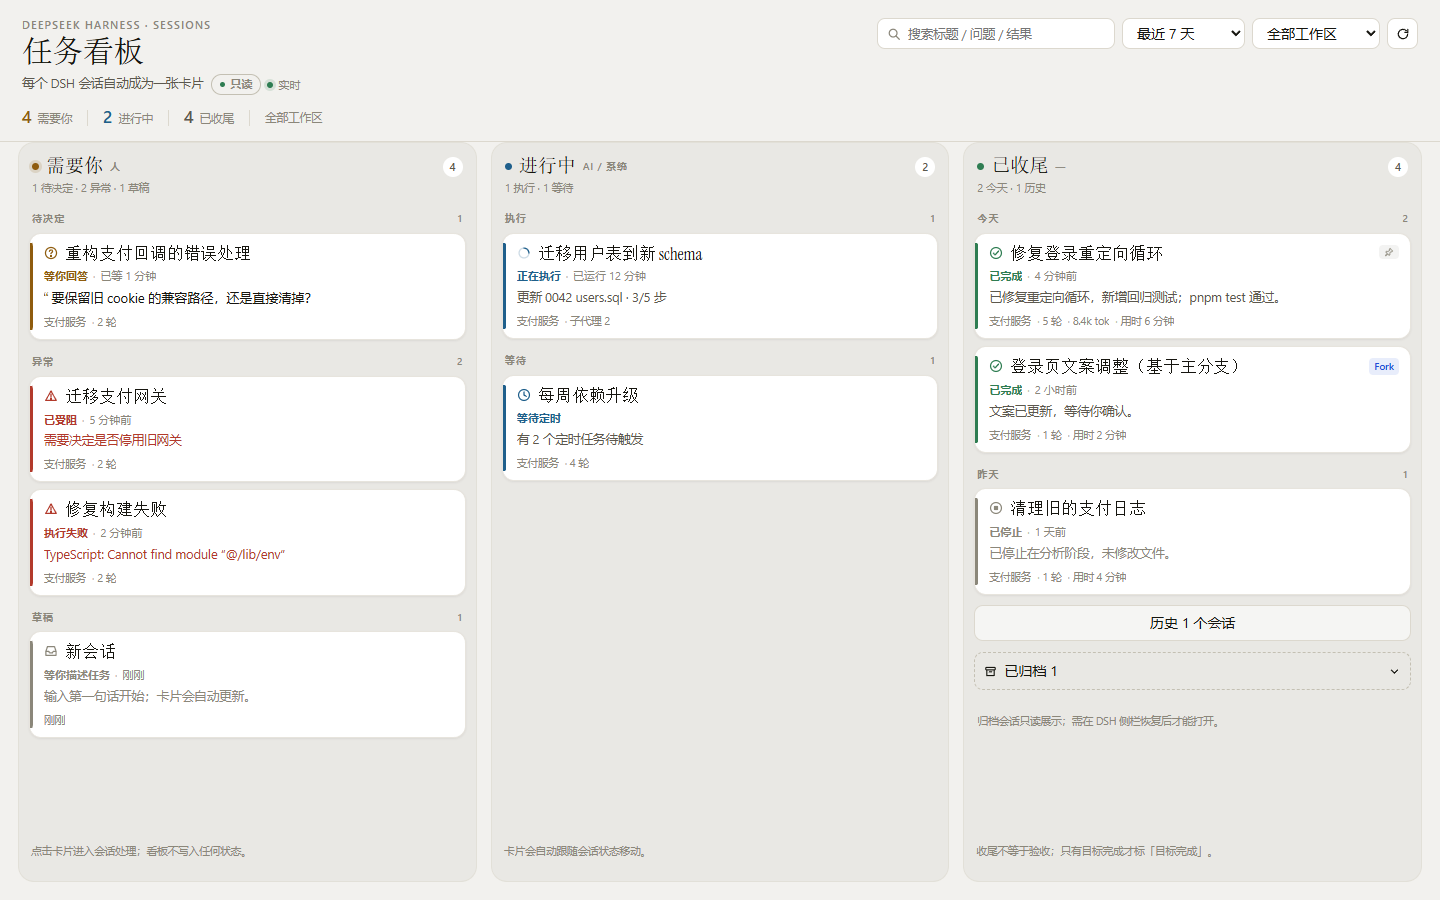 DEEPSEEK HARNESS · SESSIONS
任务看板
每个 DSH 会话自动成为一张卡片 只读 实时
4 需要你 2 进行中 4 已收尾 全部工作区
搜索标题 / 问题 / 结果 最近 7 天 全部工作区
需要你 人 4
1 待决定 · 2 异常 · 1 草稿
待决定 1
重构支付回调的错误处理
等你回答 · 已等 1 分钟
“ 要保留旧 cookie 的兼容路径，还是直接清掉？
支付服务 · 2 轮
异常 2
迁移支付网关
已受阻 · 5 分钟前
需要决定是否停用旧网关
支付服务 · 2 轮
修复构建失败
执行失败 · 2 分钟前
TypeScript: Cannot find module “@/lib/env”
支付服务 · 2 轮
草稿 1
新会话
等你描述任务 · 刚刚
输入第一句话开始；卡片会自动更新。
刚刚
点击卡片进入会话处理；看板不写入任何状态。
进行中 AI / 系统 2
1 执行 · 1 等待
执行 1
迁移用户表到新 schema
正在执行 · 已运行 12 分钟
更新 0042 users.sql · 3/5 步
支付服务 · 子代理 2
等待 1
每周依赖升级
等待定时
有 2 个定时任务待触发
支付服务 · 4 轮
卡片会自动跟随会话状态移动。
已收尾 — 4
2 今天 · 1 历史
今天 2
修复登录重定向循环
已完成 · 4 分钟前
已修复重定向循环，新增回归测试；pnpm test 通过。
支付服务 · 5 轮 · 8.4k tok · 用时 6 分钟
登录页文案调整（基于主分支） Fork
已完成 · 2 小时前
文案已更新，等待你确认。
支付服务 · 1 轮 · 用时 2 分钟
昨天 1
清理旧的支付日志
已停止 · 1 天前
已停止在分析阶段，未修改文件。
支付服务 · 1 轮 · 用时 4 分钟
历史 1 个会话
已归档 1
归档会话只读展示；需在 DSH 侧栏恢复后才能打开。
收尾不等于验收；只有目标完成才标「目标完成」。